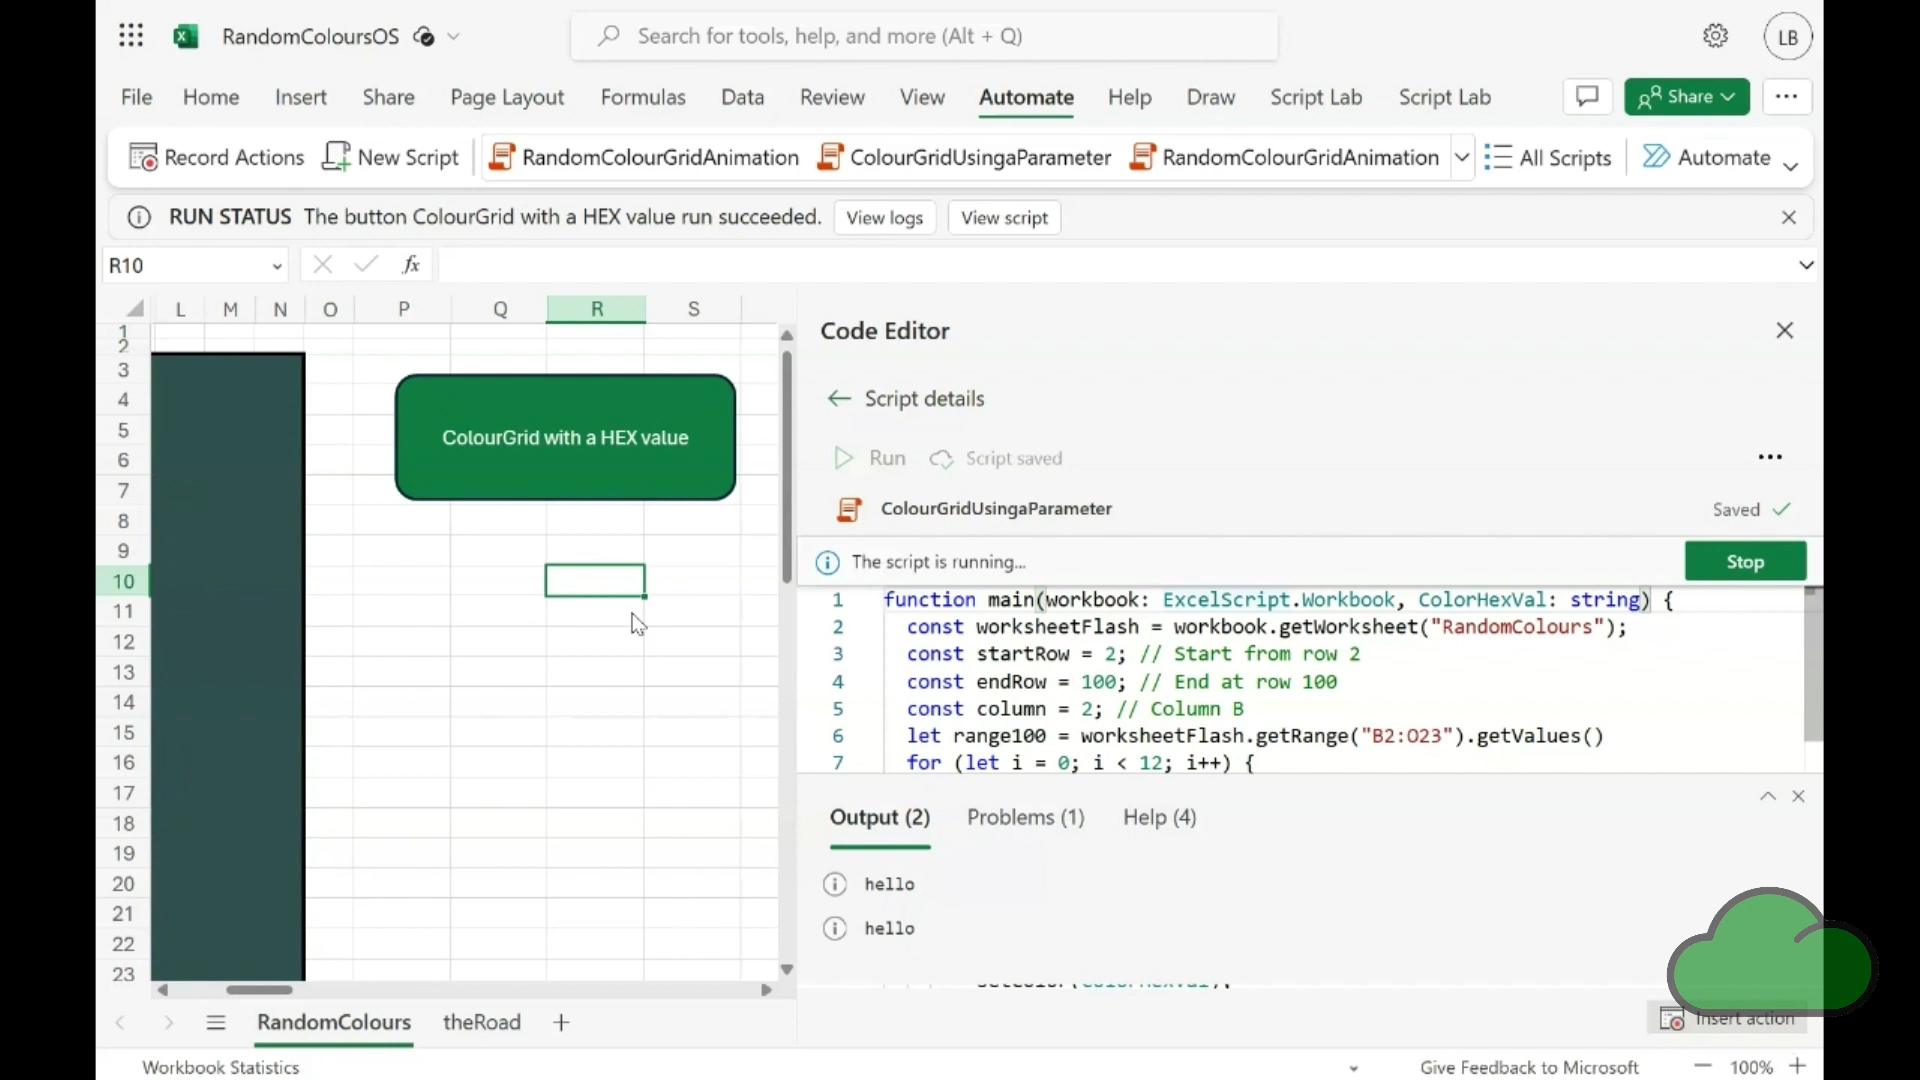 RandomColoursOS
Search for tools, help, and more (Alt + Q)
LB
File Home Insert Share Page Layout Formulas Data Review View Automate Help Draw Script Lab Script Lab Share
Record Actions New Script RandomColourGridAnimation ColourGridUsingaParameter RandomColourGridAnimation All Scripts Automate
RUN STATUS The button ColourGrid with a HEX value run succeeded. View logs View script
R10 fx
L M N O P Q R S
1
2
3
4
5
6
7
8
9
10
11
12
13
14
15
16
17
18
19
20
21
22
23
ColourGrid with a HEX value
Code Editor
Script details
Run Script saved
ColourGridUsingaParameter Saved
The script is running... Stop
1 function main(workbook: ExcelScript.Workbook, ColorHexVal: string) {
2 const worksheetFlash = workbook.getWorksheet("RandomColours");
3 const startRow = 2; // Start from row 2
4 const endRow = 100; // End at row 100
5 const column = 2; // Column B
6 let range100 = worksheetFlash.getRange("B2:O23").getValues()
7 for (let i = 0; i < 12; i++) {
Output (2) Problems (1) Help (4)
hello
hello
Insert action
RandomColours theRoad
Workbook Statistics Give Feedback to Microsoft 100%